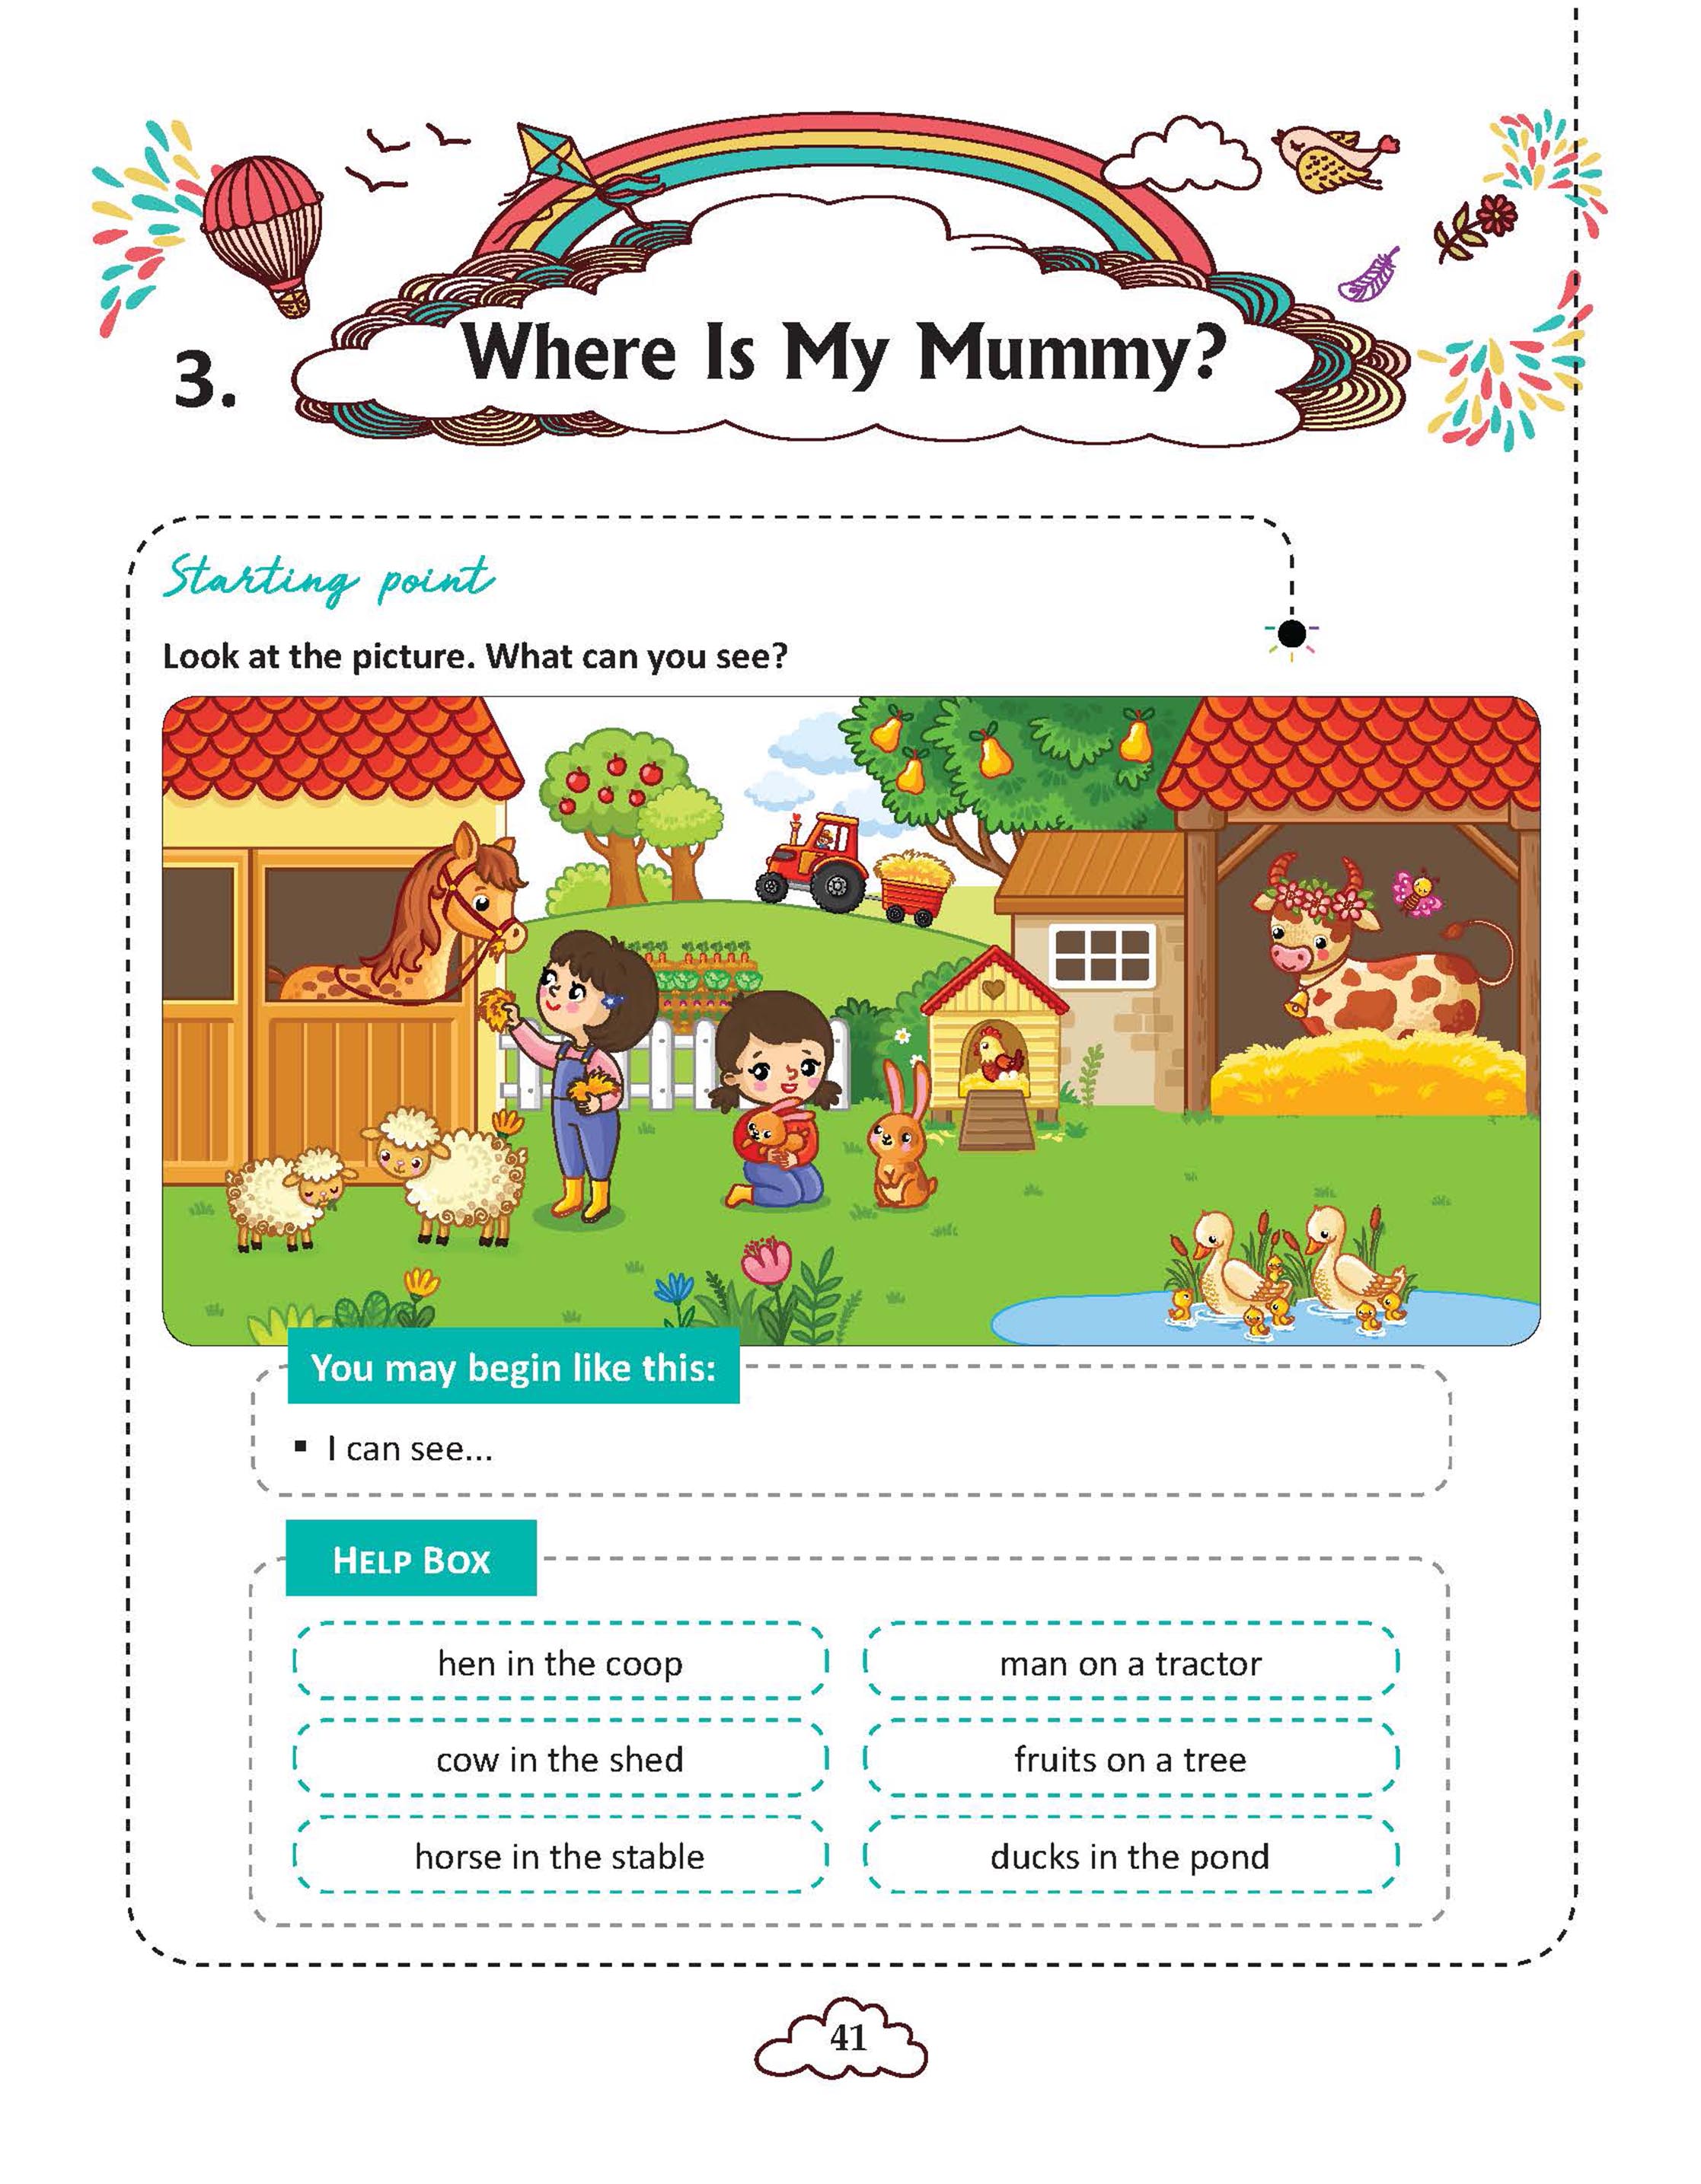 3.
Where Is My Mummy?
Starting point
Look at the picture. What can you see?
You may begin like this:
▪ I can see...
HELP BOX
hen in the coop
man on a tractor
cow in the shed
fruits on a tree
horse in the stable
ducks in the pond
41